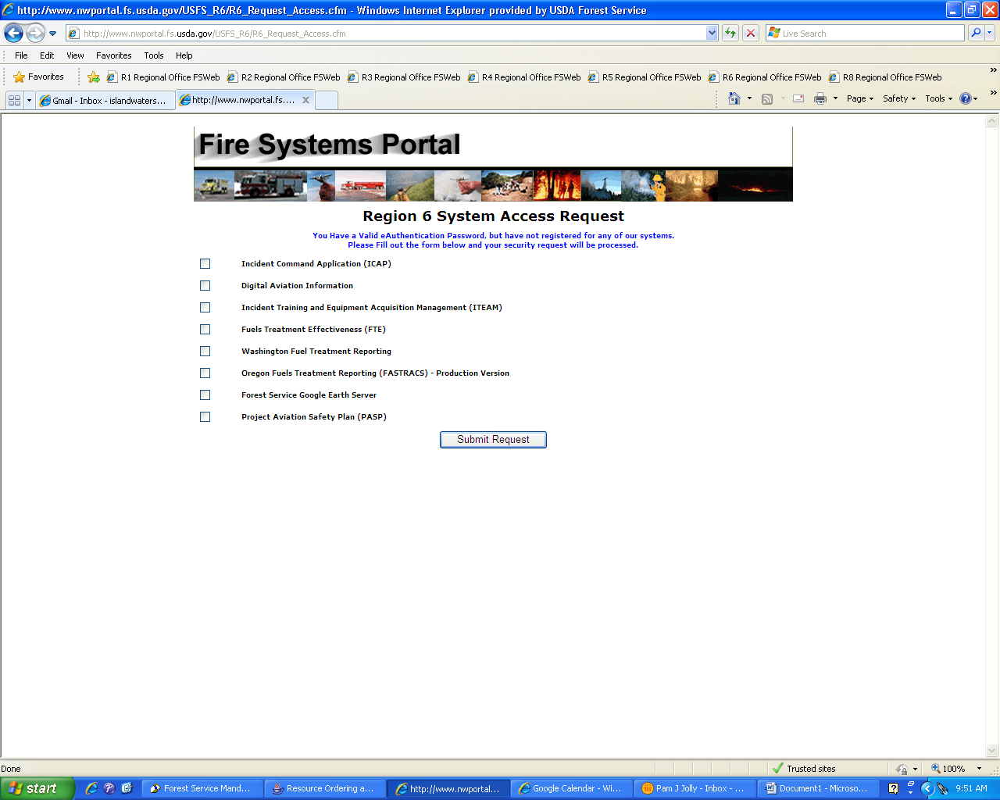 http://www.nwportal.fs.usda.gov/USFS_R6/R6_Request_Access.cfm - Windows Internet Explorer provided by USDA Forest Service
http://www.nwportal.fs.usda.gov/USFS_R6/R6_Request_Access.cfm
Live Search
File Edit View Favorites Tools Help
Favorites R1 Regional Office FSWeb R2 Regional Office FSWeb R3 Regional Office FSWeb R4 Regional Office FSWeb R5 Regional Office FSWeb R6 Regional Office FSWeb R8 Regional Office FSWeb
Gmail - Inbox - islandwaters... http://www.nwportal.fs.... Page Safety Tools
Fire Systems Portal
Region 6 System Access Request
You Have a Valid eAuthentication Password, but have not registered for any of our systems.
Please Fill out the form below and your security request will be processed.
Incident Command Application (ICAP)
Digital Aviation Information
Incident Training and Equipment Acquisition Management (ITEAM)
Fuels Treatment Effectiveness (FTE)
Washington Fuel Treatment Reporting
Oregon Fuels Treatment Reporting (FASTRACS) - Production Version
Forest Service Google Earth Server
Project Aviation Safety Plan (PASP)
Submit Request
Done Trusted sites 100%
start Forest Service Mand... Resource Ordering a... http://www.nwportal... Google Calendar - Wi... Pam J Jolly - Inbox - ... Document1 - Microso... 9:51 AM